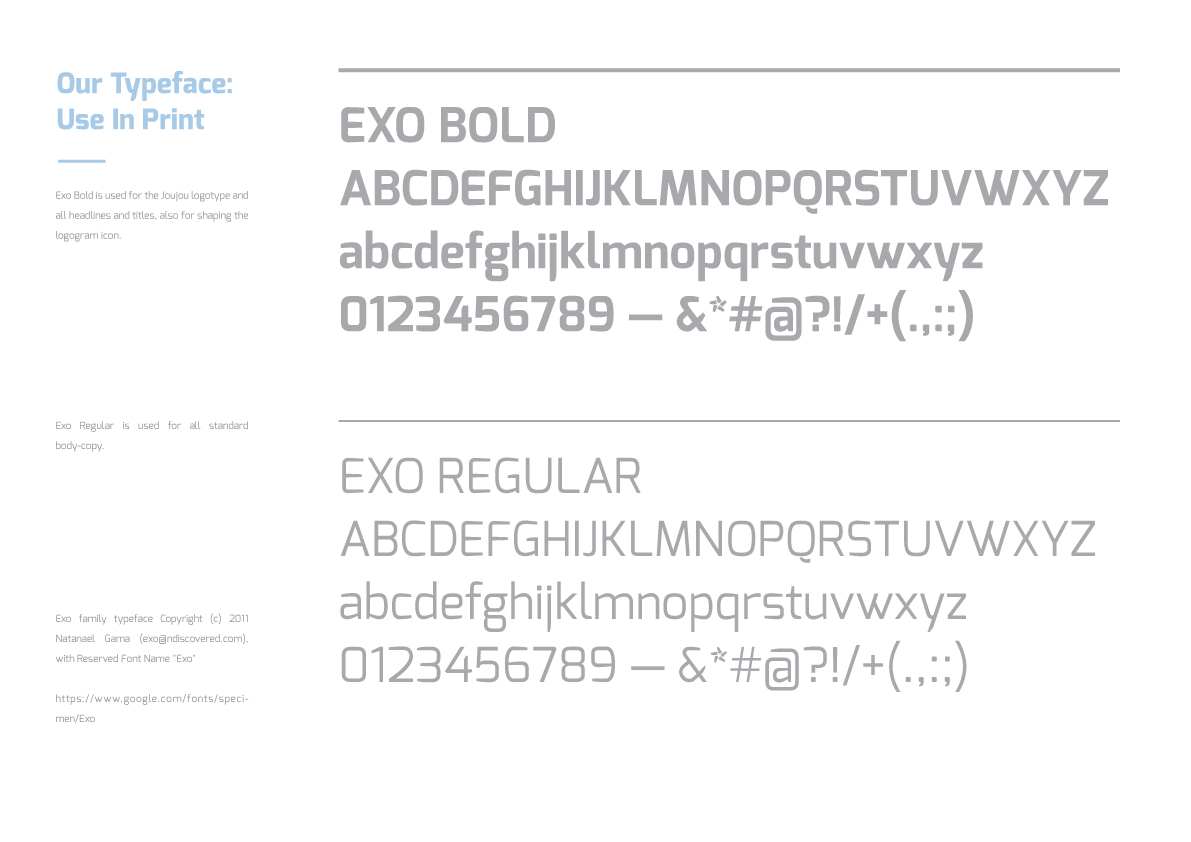 Our Typeface:
Use In Print
Exo Bold is used for the Joujou logotype and
all headlines and titles, also for shaping the
logogram icon.
EXO BOLD
ABCDEFGHIJKLMNOPQRSTUVWXYZ
abcdefghijklmnopqrstuvwxyz
0123456789 — &*#@?!/+(.,:;)
Exo Regular is used for all standard
body-copy.
EXO REGULAR
ABCDEFGHIJKLMNOPQRSTUVWXYZ
abcdefghijklmnopqrstuvwxyz
0123456789 — &*#@?!/+(.,:;)
Exo family typeface Copyright (c) 2011
Natanael Gama (exo@ndiscovered.com),
with Reserved Font Name "Exo"
https://www.google.com/fonts/speci-
men/Exo